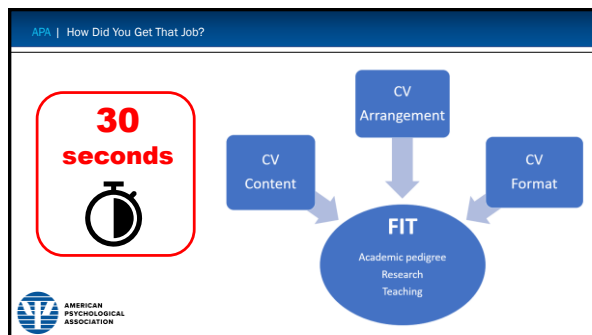 APA | How Did You Get That Job?
30
seconds
CV
Content
CV
Arrangement
CV
Format
FIT
Academic pedigree
Research
Teaching
AMERICAN
PSYCHOLOGICAL
ASSOCIATION